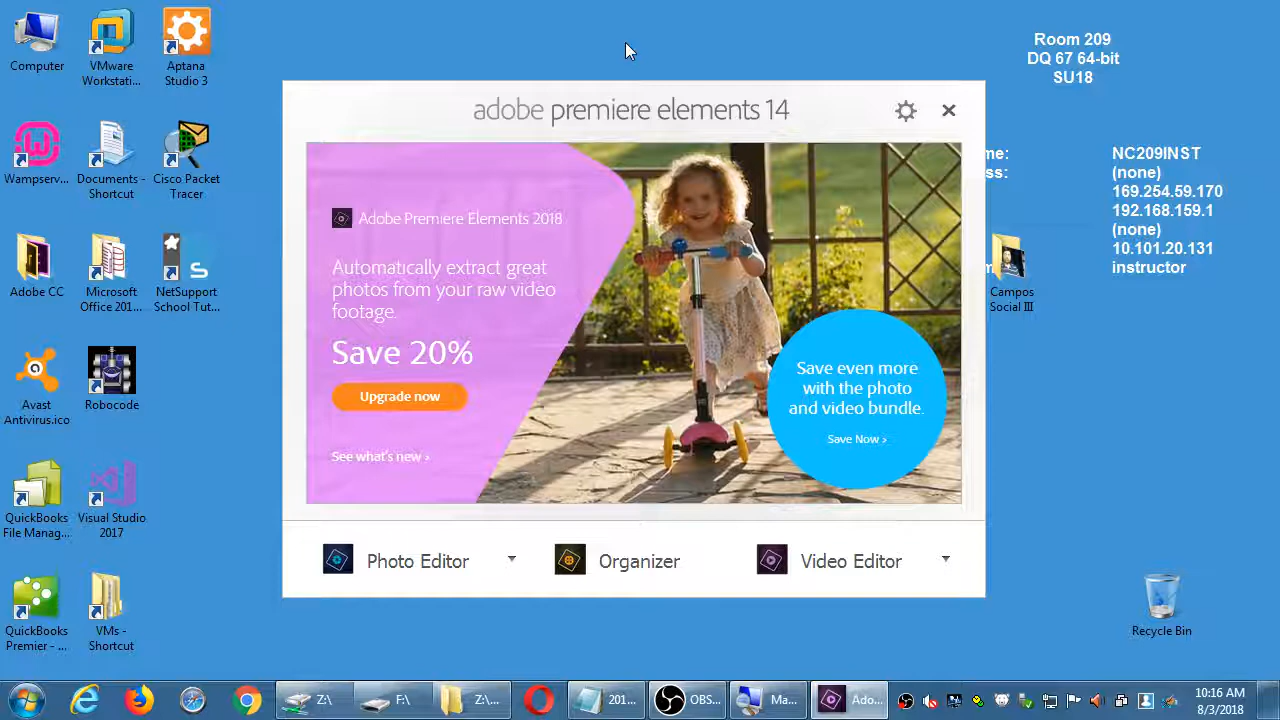 Computer
VMware
Workstati...
Aptana
Studio 3
Wampserv...
Documents -
Shortcut
Cisco Packet
Tracer
Adobe CC
Microsoft
Office 201...
NetSupport
School Tut...
Avast
Antivirus.ico
Robocode
QuickBooks
File Manag...
Visual Studio
2017
QuickBooks
Premier - ...
VMs -
Shortcut
adobe premiere elements 14
Adobe Premiere Elements 2018
Automatically extract great
photos from your raw video
footage.
Save 20%
Upgrade now
See what's new ›
Save even more
with the photo
and video bundle.
Save Now ›
Photo Editor
Organizer
Video Editor
Room 209
DQ 67 64-bit
SU18
me: NC209INST
ss: (none)
169.254.59.170
192.168.159.1
(none)
10.101.20.131
instructor
Campos
Social III
Recycle Bin
Z:\
F:\
Z:\...
201...
OBS...
Ma...
Ado...
10:16 AM
8/3/2018